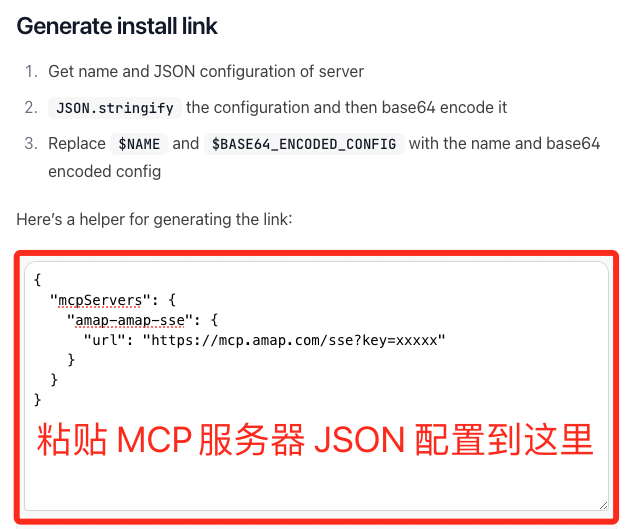 Generate install link
1. Get name and JSON configuration of server
2. JSON.stringify the configuration and then base64 encode it
3. Replace $NAME and $BASE64_ENCODED_CONFIG with the name and base64
encoded config
Here's a helper for generating the link:
{
  "mcpServers": {
    "amap-amap-sse": {
      "url": "https://mcp.amap.com/sse?key=xxxxx"
    }
  }
}
粘贴 MCP 服务器 JSON 配置到这里